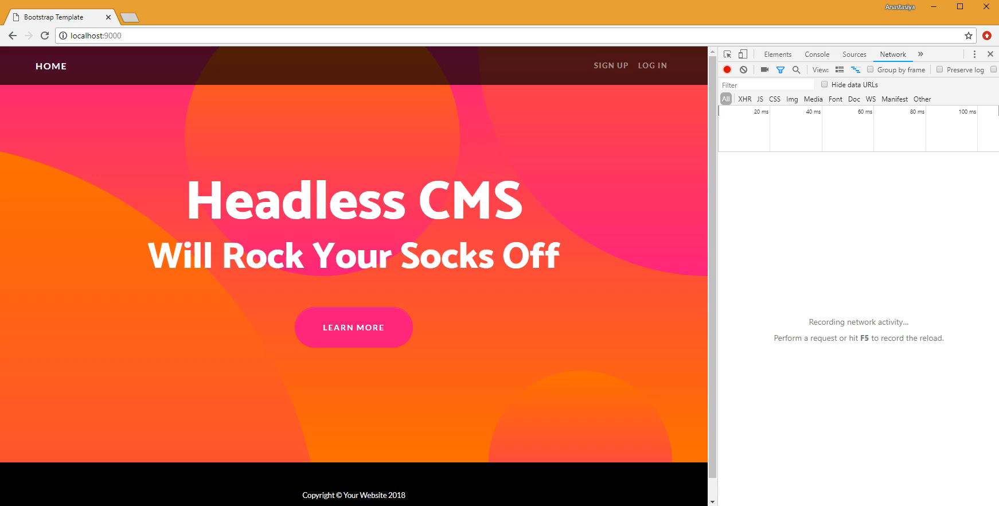 Anastasiya
Bootstrap Template
localhost:9000
HOME
SIGN UP LOG IN
Headless CMS
Will Rock Your Socks Off
LEARN MORE
Copyright © Your Website 2018
Elements Console Sources Network »
View: Group by frame Preserve log
Filter Hide data URLs
All XHR JS CSS Img Media Font Doc WS Manifest Other
20 ms 40 ms 60 ms 80 ms 100 ms
Recording network activity...
Perform a request or hit F5 to record the reload.